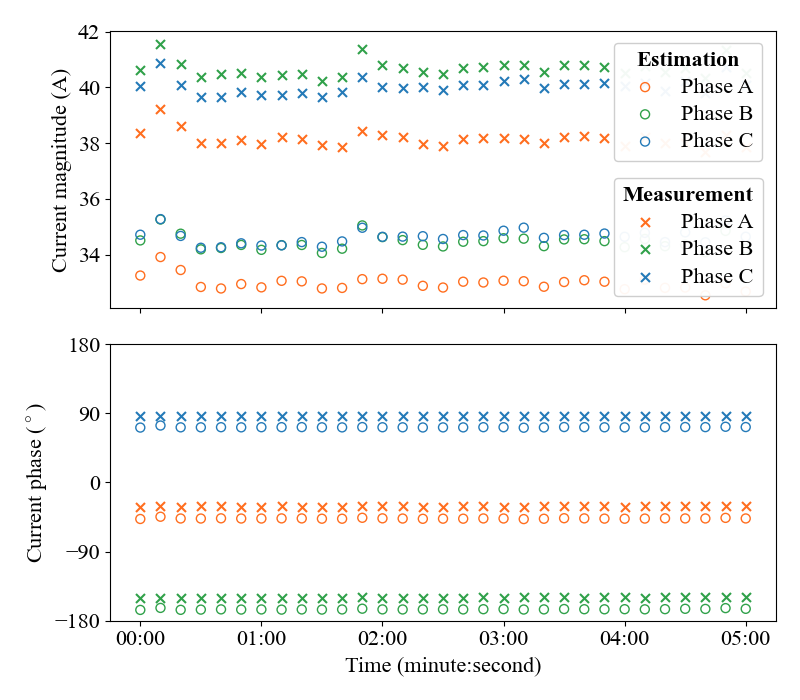 42
40
38
36
34
Current magnitude (A)
Estimation
Phase A
Phase B
Phase C
Measurement
Phase A
Phase B
Phase C
180
90
0
−90
−180
Current phase (°)
00:00 01:00 02:00 03:00 04:00 05:00
Time (minute:second)